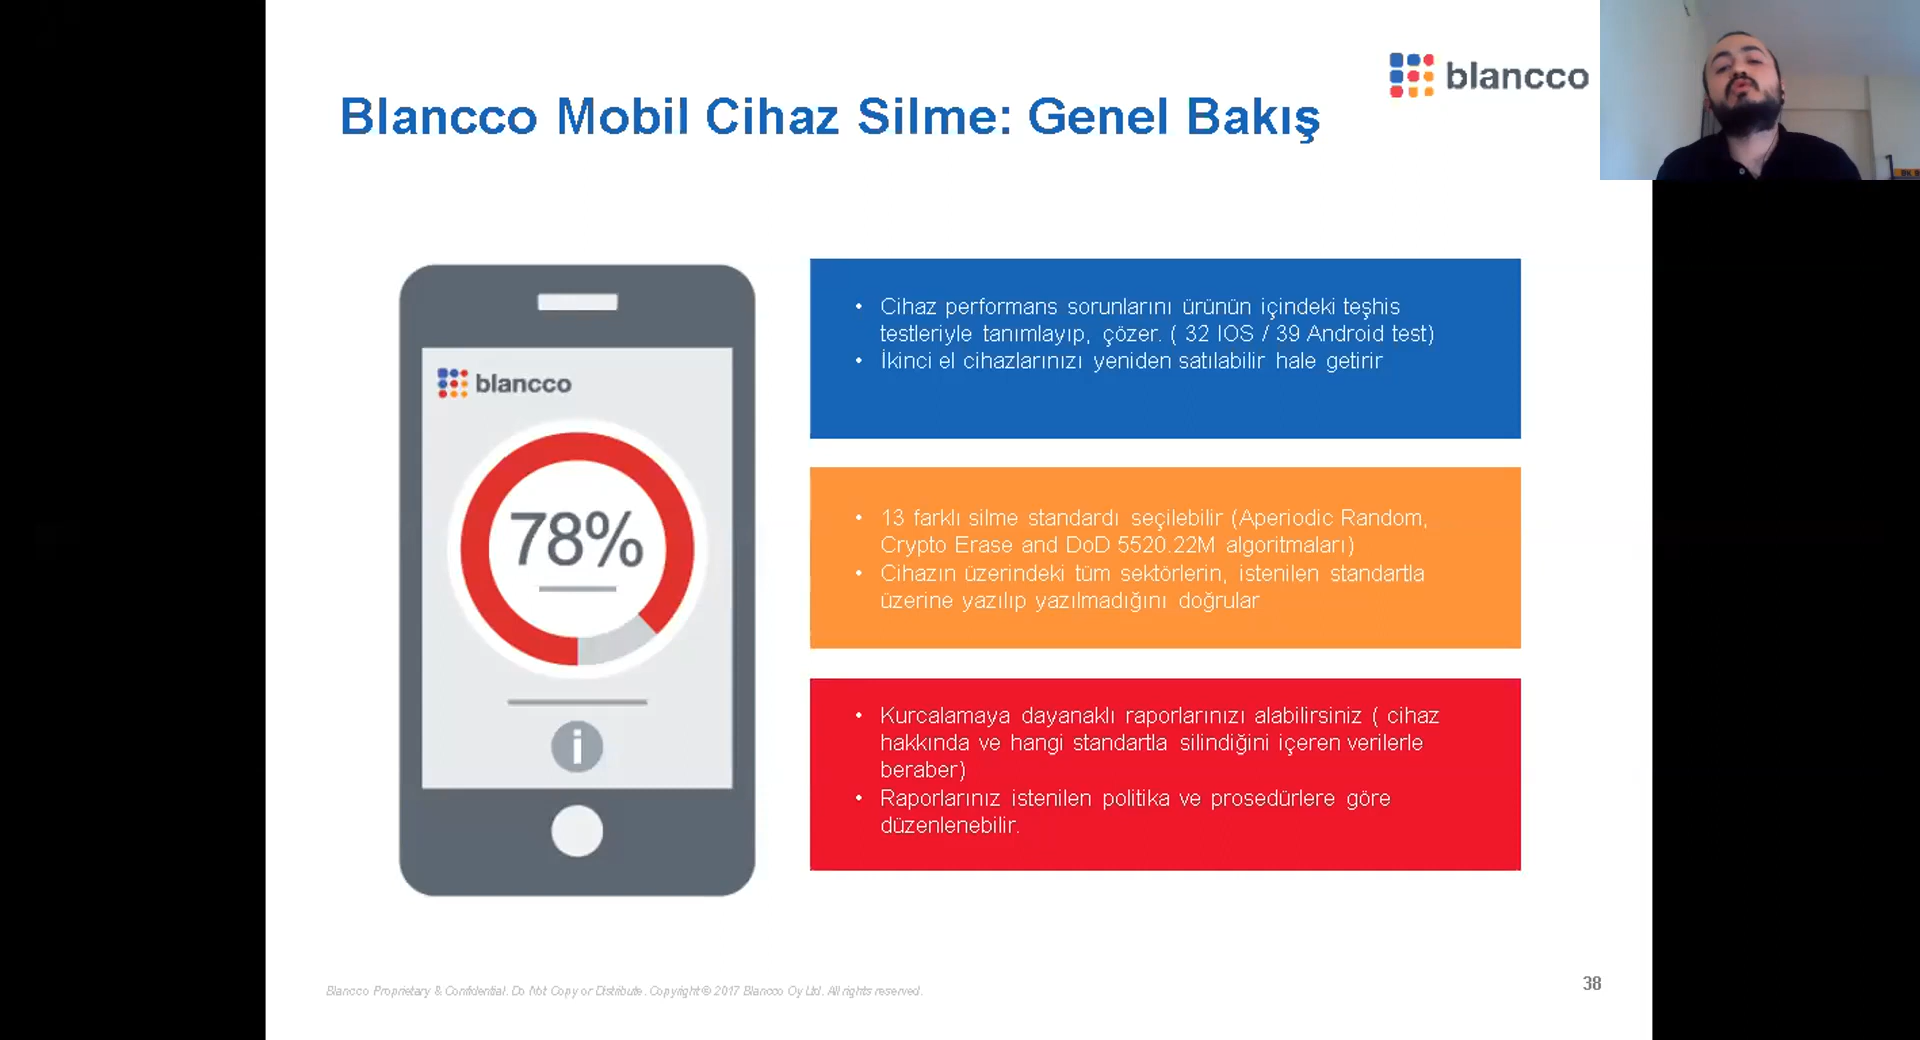 blancco
Blancco Mobil Cihaz Silme: Genel Bakış
• Cihaz performans sorunlarını ürünün içindeki teşhis
testleriyle tanımlayıp, çözer. ( 32 IOS / 39 Android test)
• İkinci el cihazlarınızı yeniden satılabilir hale getirir
blancco
78%
i
• 13 farklı silme standardı seçilebilir (Aperiodic Random,
Crypto Erase and DoD 5520.22M algoritmaları)
• Cihazın üzerindeki tüm sektörlerin, istenilen standartla
üzerine yazılıp yazılmadığını doğrular
• Kurcalamaya dayanaklı raporlarınızı alabilirsiniz ( cihaz
hakkında ve hangi standartla silindiğini içeren verilerle
beraber)
• Raporlarınız istenilen politika ve prosedürlere göre
düzenlenebilir.
Blancco Proprietary & Confidential. Do Not Copy or Distribute. Copyright © 2017 Blancco Oy Ltd. All rights reserved.
38